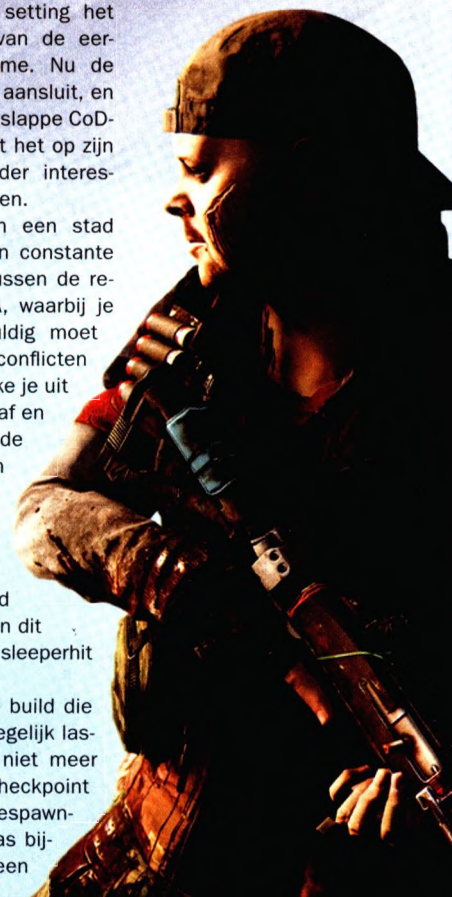 setting het
van de eer-
me. Nu de
aansluit, en
slappe CoD-
t het op zijn
der interes-
en.
n een stad
n constante
ussen de re-
, waarbij je
uldig moet
conflicten
ke je uit
af en
de
n
d
n dit
sleeperhit
build die
egelijk las-
niet meer
heckpoint
espawn-
as bij-
een